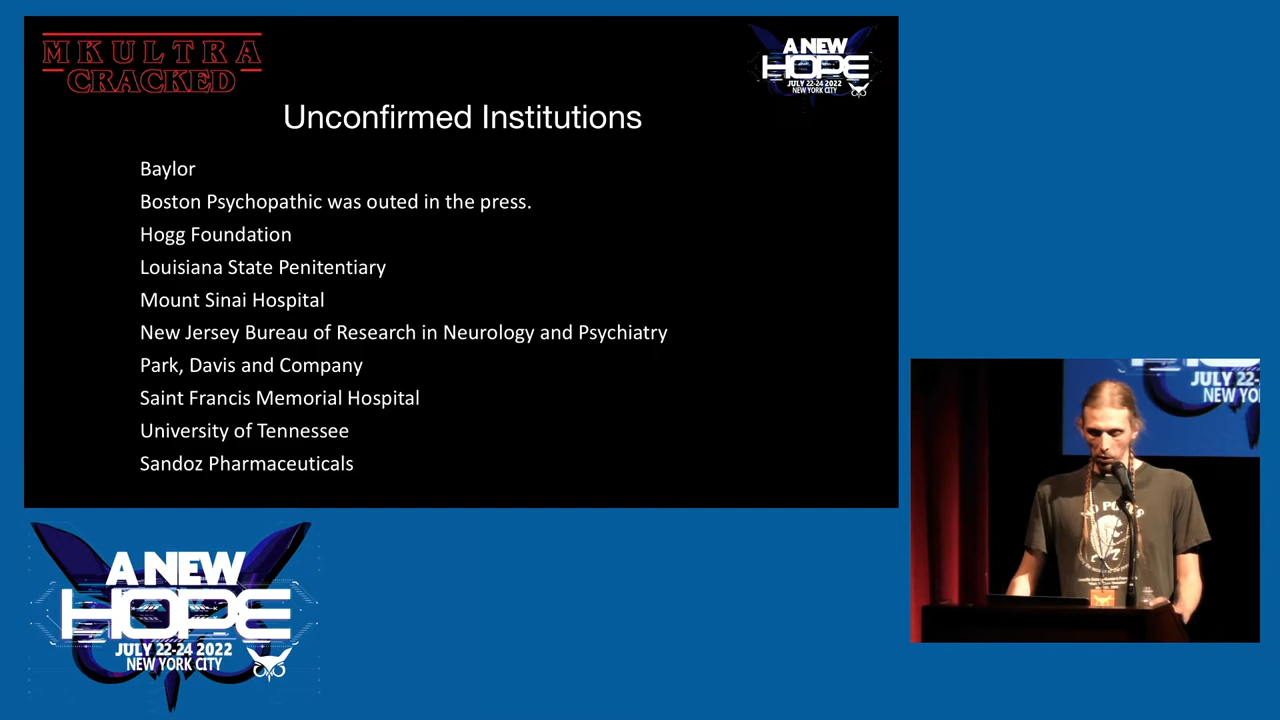 MKULTRA
CRACKED
A NEW
HOPE
JULY 22-24 2022
NEW YORK CITY
Unconfirmed Institutions
Baylor
Boston Psychopathic was outed in the press.
Hogg Foundation
Louisiana State Penitentiary
Mount Sinai Hospital
New Jersey Bureau of Research in Neurology and Psychiatry
Park, Davis and Company
Saint Francis Memorial Hospital
University of Tennessee
Sandoz Pharmaceuticals
JULY 22-
NEW YO
A NEW
HOPE
JULY 22-24 2022
NEW YORK CITY